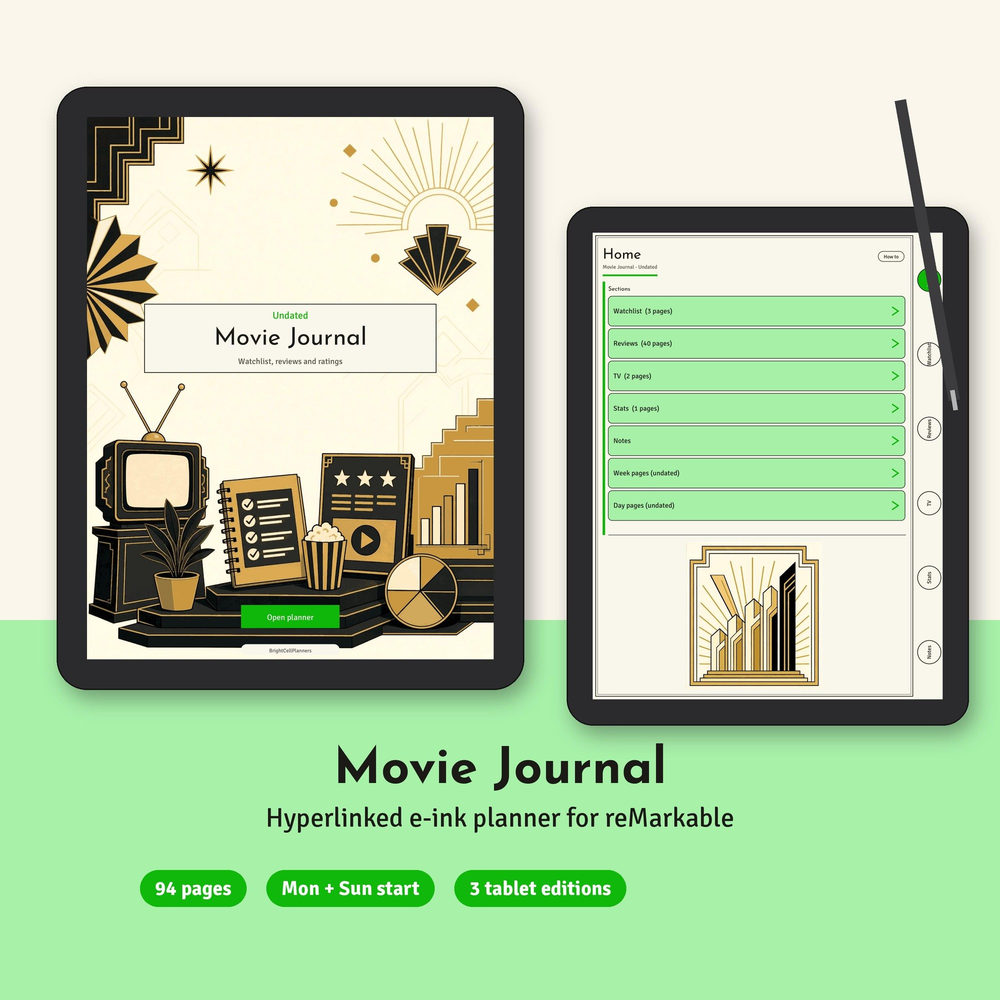 Undated
Movie Journal
Watchlist, reviews and ratings
Open planner
BrightCellPlanners
Home
How to
Movie Journal - Undated
Sections
Watchlist (3 pages)
Reviews (40 pages)
TV (2 pages)
Stats (1 pages)
Notes
Week pages (undated)
Day pages (undated)
Watchlist
Reviews
TV
Stats
Notes
Movie Journal
Hyperlinked e-ink planner for reMarkable
94 pages
Mon + Sun start
3 tablet editions